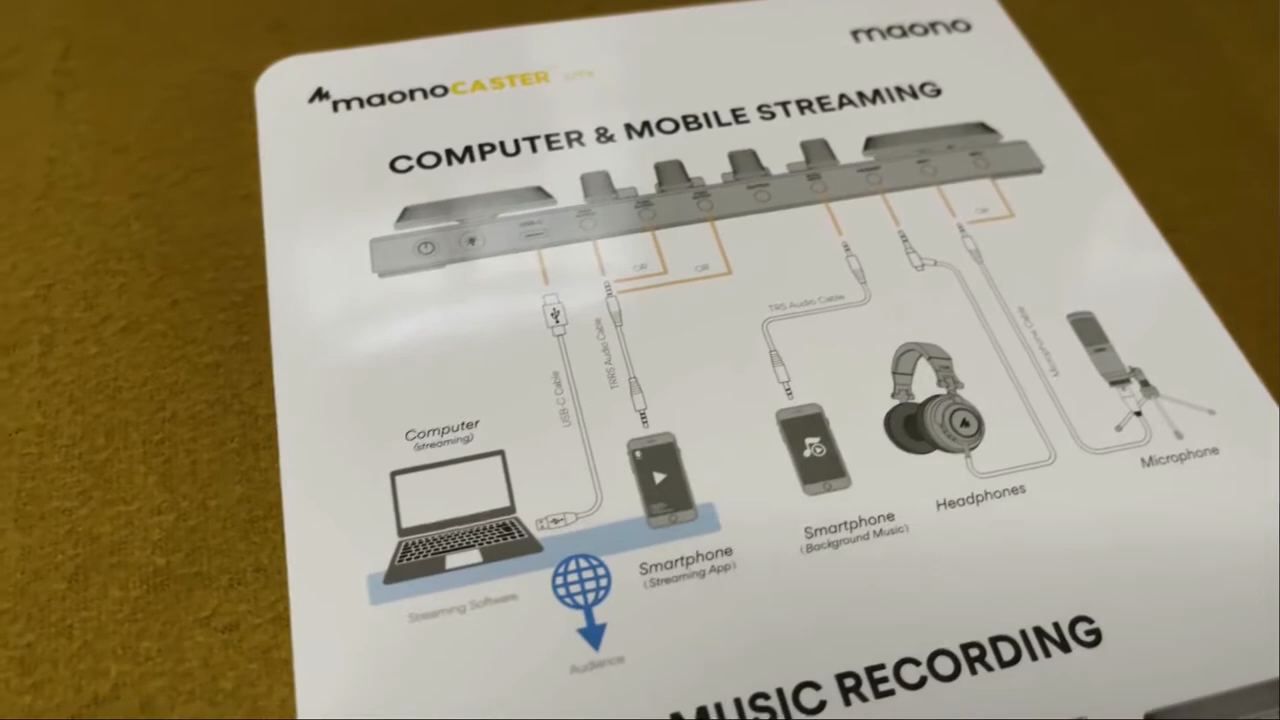 maono
maonoCASTER
COMPUTER & MOBILE STREAMING
USB-C
OR
OR
OR
TRS Audio Cable
TRRS Audio Cable
USB-C Cable
Microphone Cable
Computer
(streaming)
Microphone
Headphones
Smartphone
(Background Music)
Smartphone
(Streaming App)
Streaming Software
Audience
MUSIC RECORDING